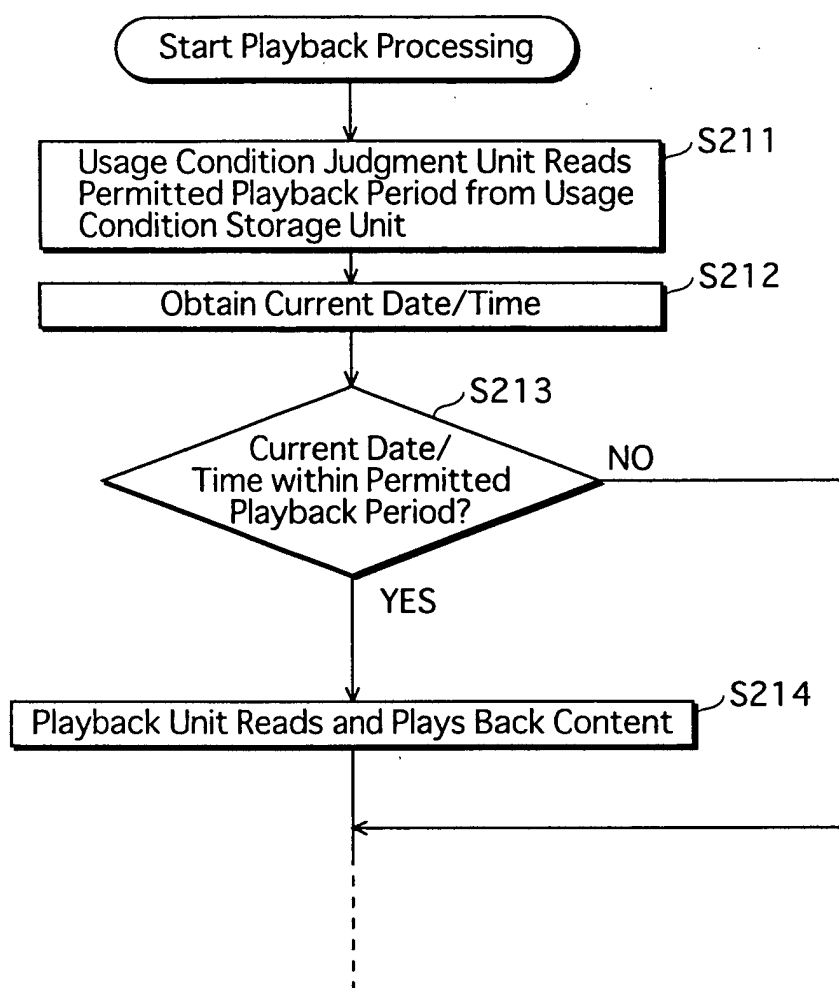 Start Playback Processing
S211
Usage Condition Judgment Unit Reads
Permitted Playback Period from Usage
Condition Storage Unit
S212
Obtain Current Date/Time
S213
Current Date/
Time within Permitted
Playback Period?
NO
YES
S214
Playback Unit Reads and Plays Back Content